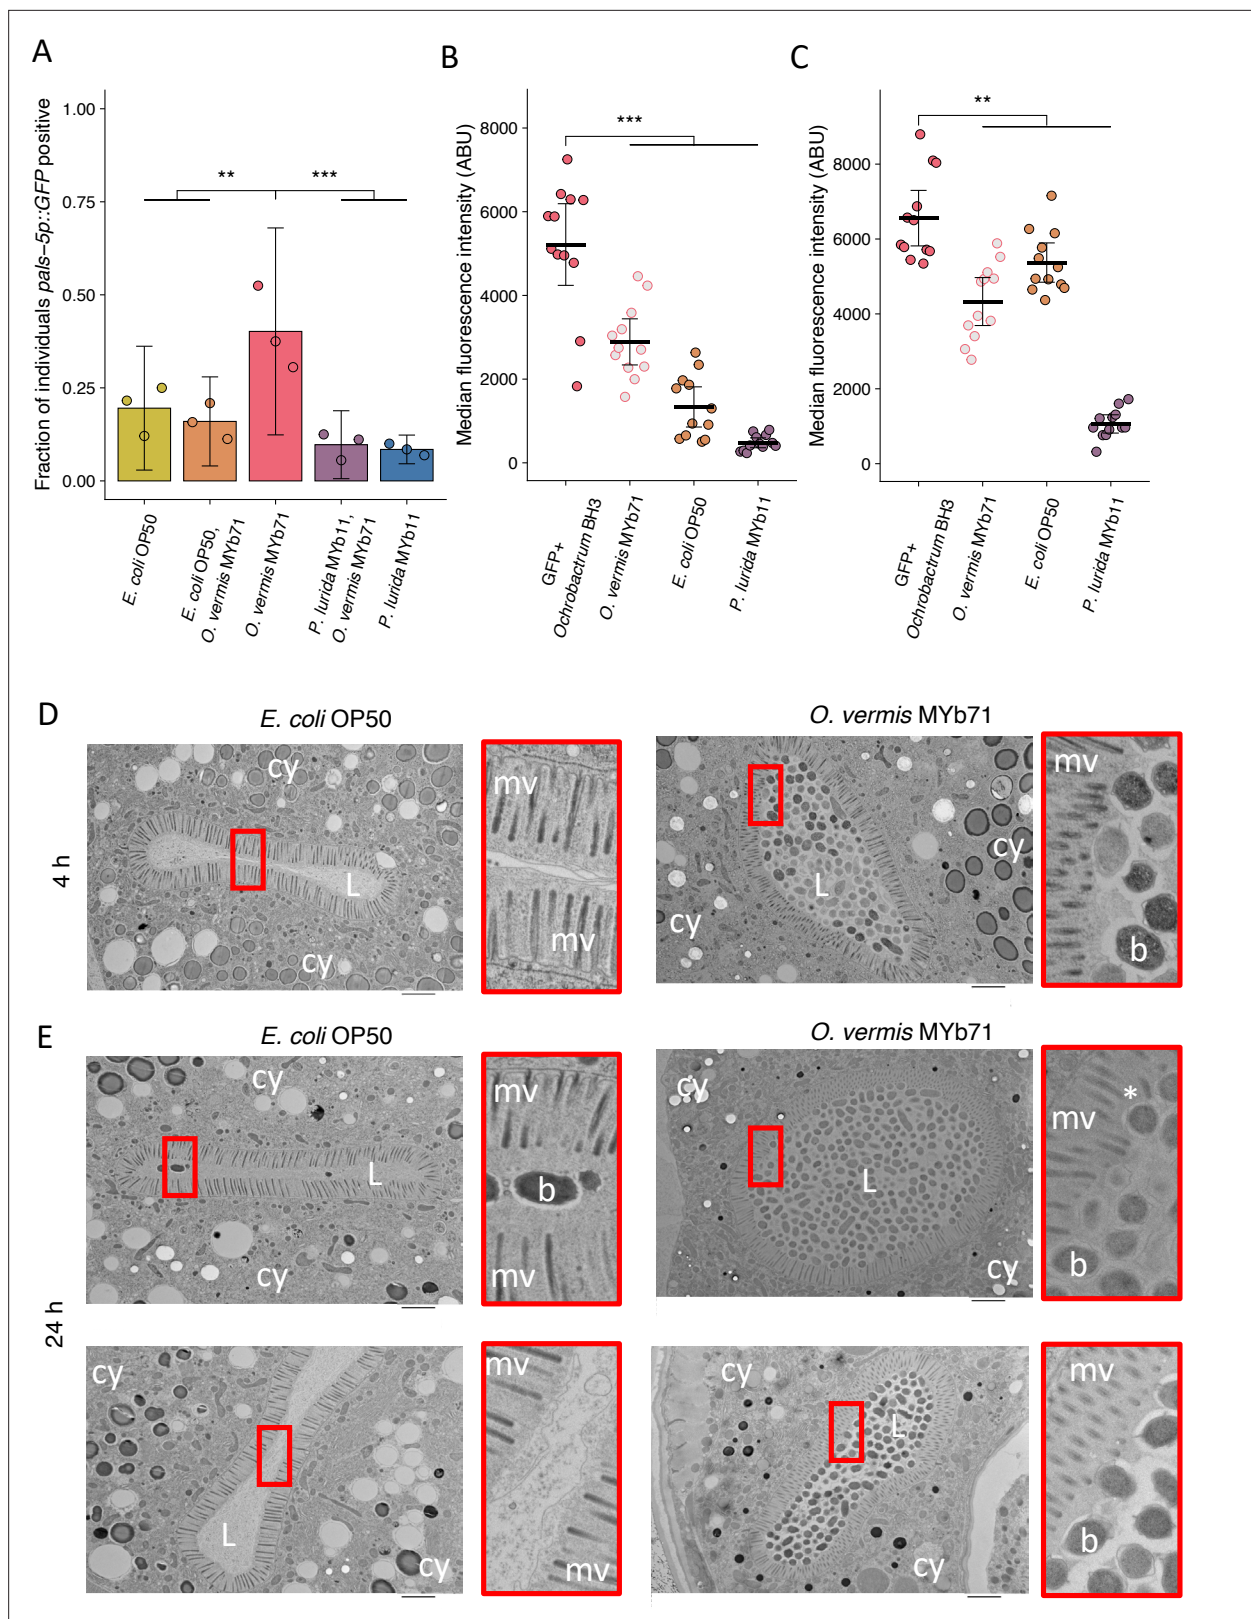 A
Fraction of individuals pals–5p::GFP positive
1.00
0.75
0.50
0.25
0.00
**
***
E. coli OP50
E. coli OP50,
O. vermis MYb71
O. vermis MYb71
P. lurida MYb11,
O. vermis MYb71
P. lurida MYb11
B
Median fluorescence intensity (ABU)
8000
6000
4000
2000
0
***
GFP+
Ochrobactrum BH3
O. vermis MYb71
E. coli OP50
P. lurida MYb11
C
Median fluorescence intensity (ABU)
8000
6000
4000
2000
0
**
GFP+
Ochrobactrum BH3
O. vermis MYb71
E. coli OP50
P. lurida MYb11
D
E. coli OP50
O. vermis MYb71
4 h
cy
L
cy
mv
mv
cy
L
cy
mv
b
E
E. coli OP50
O. vermis MYb71
24 h
cy
L
cy
mv
b
mv
cy
L
cy
mv
*
b
cy
L
cy
mv
mv
cy
L
cy
mv
b